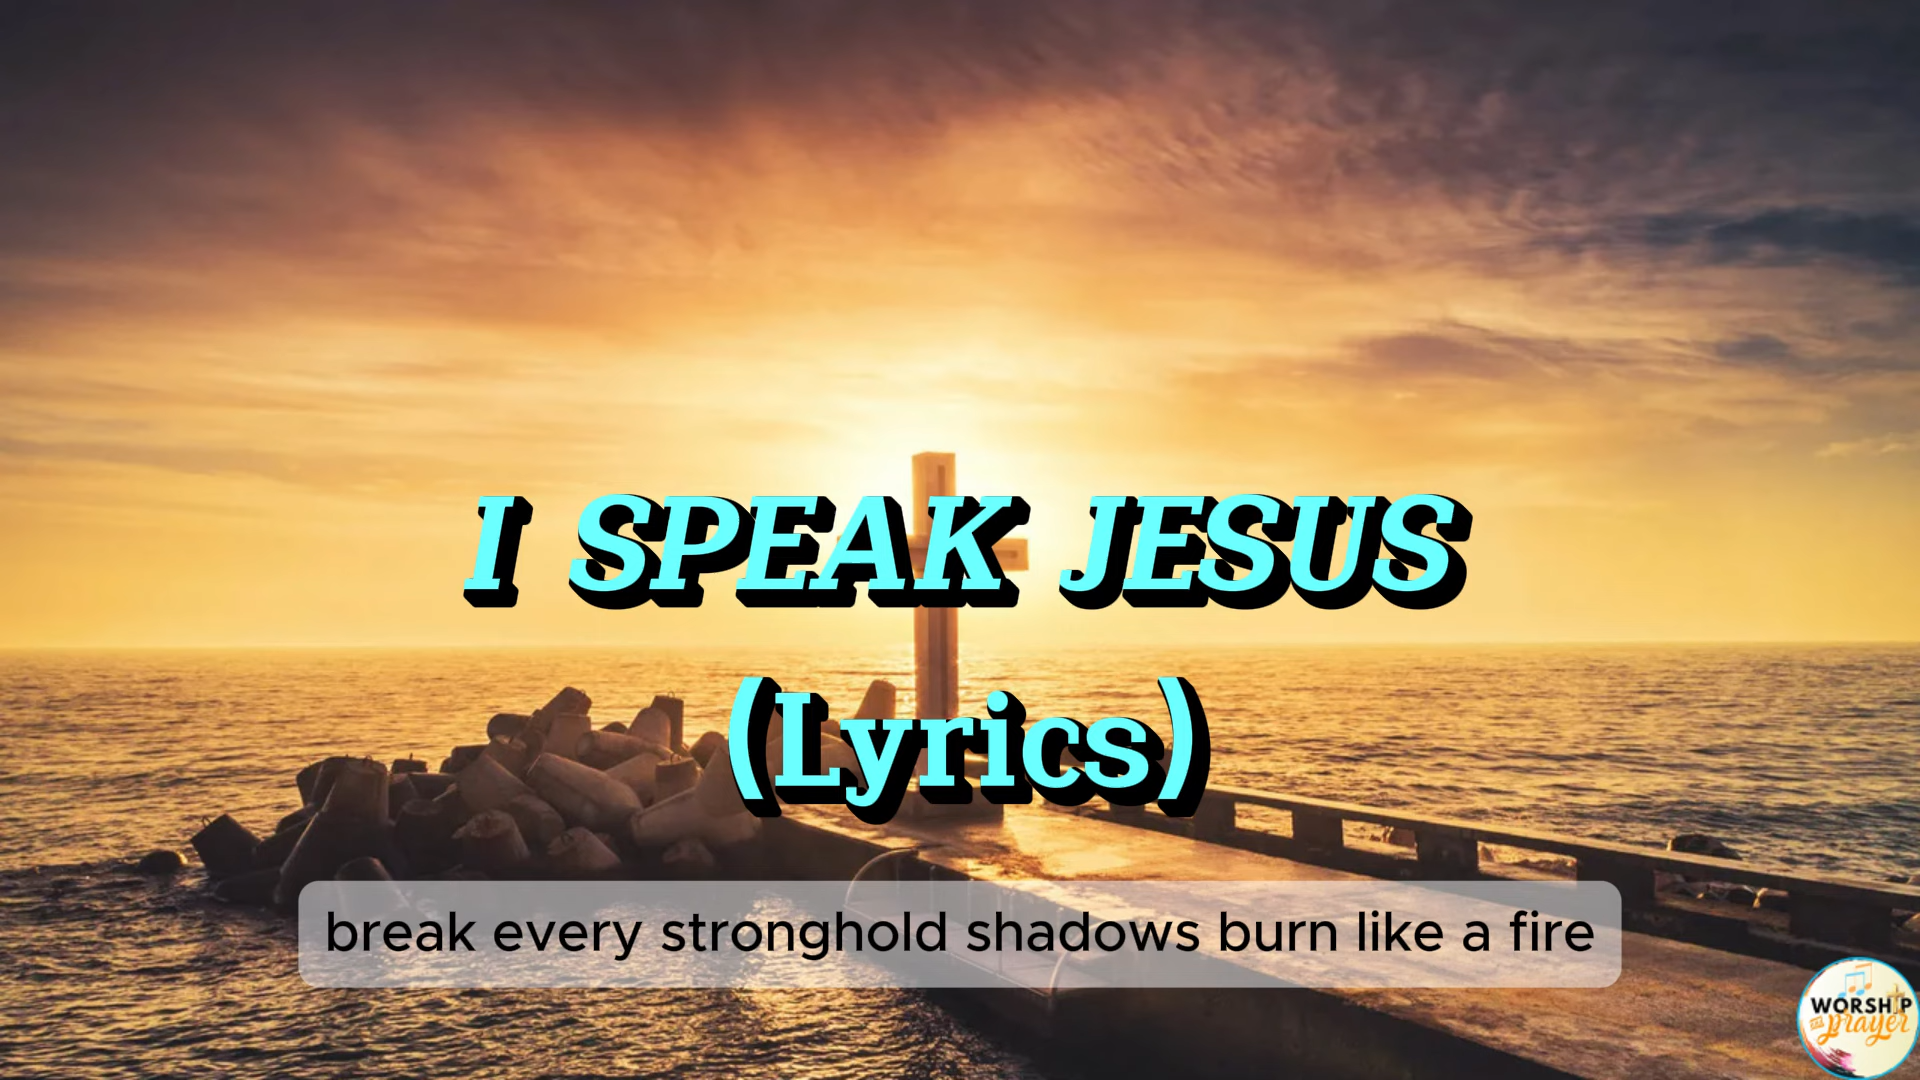 I SPEAK JESUS
(Lyrics)
break every stronghold shadows burn like a fire
WORSHIP
prayer